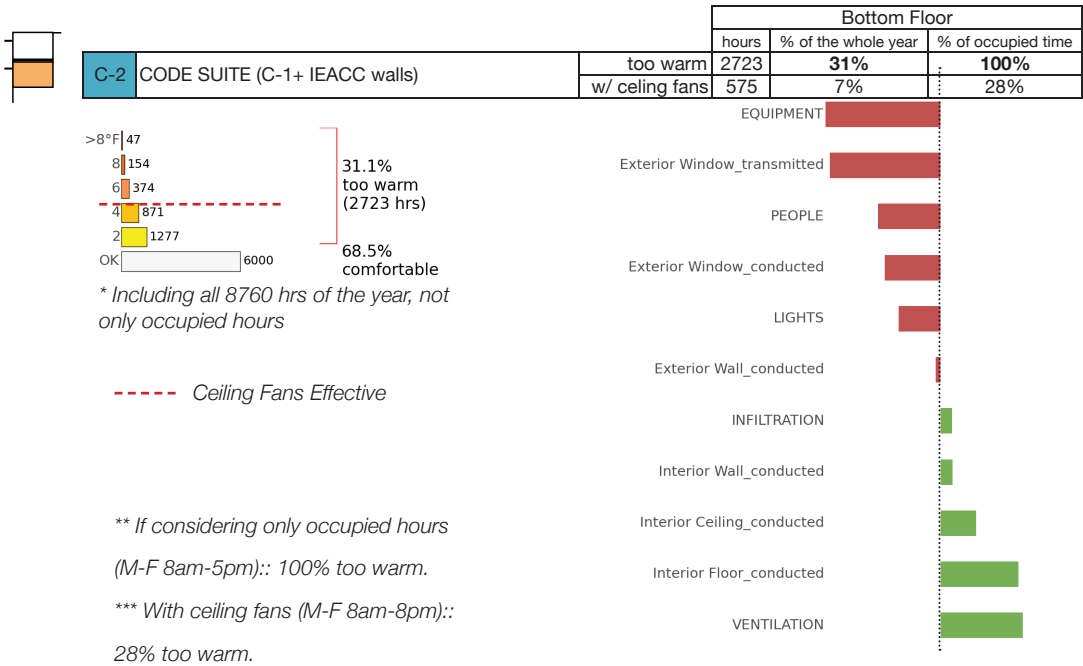 Bottom Floor
hours % of the whole year % of occupied time
C-2 CODE SUITE (C-1+ IEACC walls) too warm 2723 31% 100%
w/ celing fans 575 7% 28%
>8°F 47
8 154
6 374
4 871
2 1277
OK 6000
31.1%
too warm
(2723 hrs)
68.5%
comfortable
* Including all 8760 hrs of the year, not
only occupied hours
Ceiling Fans Effective
** If considering only occupied hours
(M-F 8am-5pm):: 100% too warm.
*** With ceiling fans (M-F 8am-8pm)::
28% too warm.
EQUIPMENT
Exterior Window_transmitted
PEOPLE
Exterior Window_conducted
LIGHTS
Exterior Wall_conducted
INFILTRATION
Interior Wall_conducted
Interior Ceiling_conducted
Interior Floor_conducted
VENTILATION